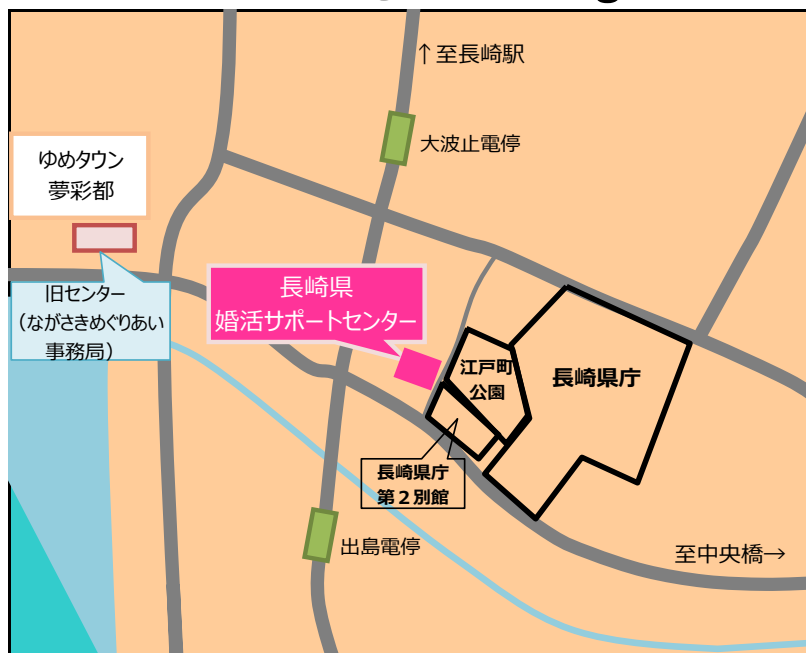 ↑至長崎駅
大波止電停
ゆめタウン
夢彩都
旧センター
（ながさきめぐりあい
事務局）
長崎県
婚活サポートセンター
江戸町
公園
長崎県庁
長崎県庁
第２別館
出島電停
至中央橋→